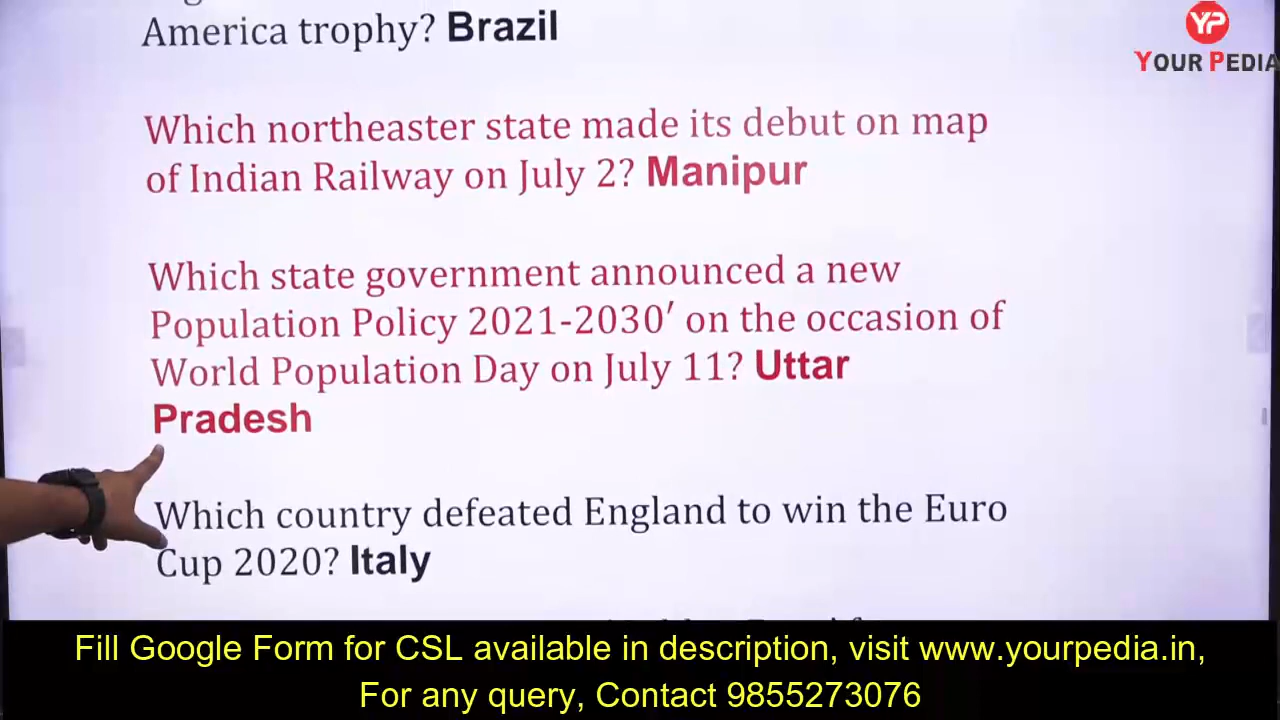 America trophy? Brazil
YP
YOUR PEDIA
Which northeaster state made its debut on map
of Indian Railway on July 2? Manipur
Which state government announced a new
Population Policy 2021-2030′ on the occasion of
World Population Day on July 11? Uttar
Pradesh
Which country defeated England to win the Euro
Cup 2020? Italy
Fill Google Form for CSL available in description, visit www.yourpedia.in,
For any query, Contact 9855273076